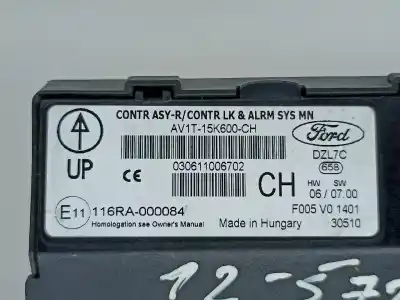 CONTR ASY-R/CONTR LK & ALRM SYS MN
AV1T-15K600-CH
Ford
UP
DZL7C
658
030611006702
CE
CH
HW SW
06 / 07.00
E11 116RA-000084
F005 V0 1401
Homologation see Owner's Manual
Made in Hungary
30510